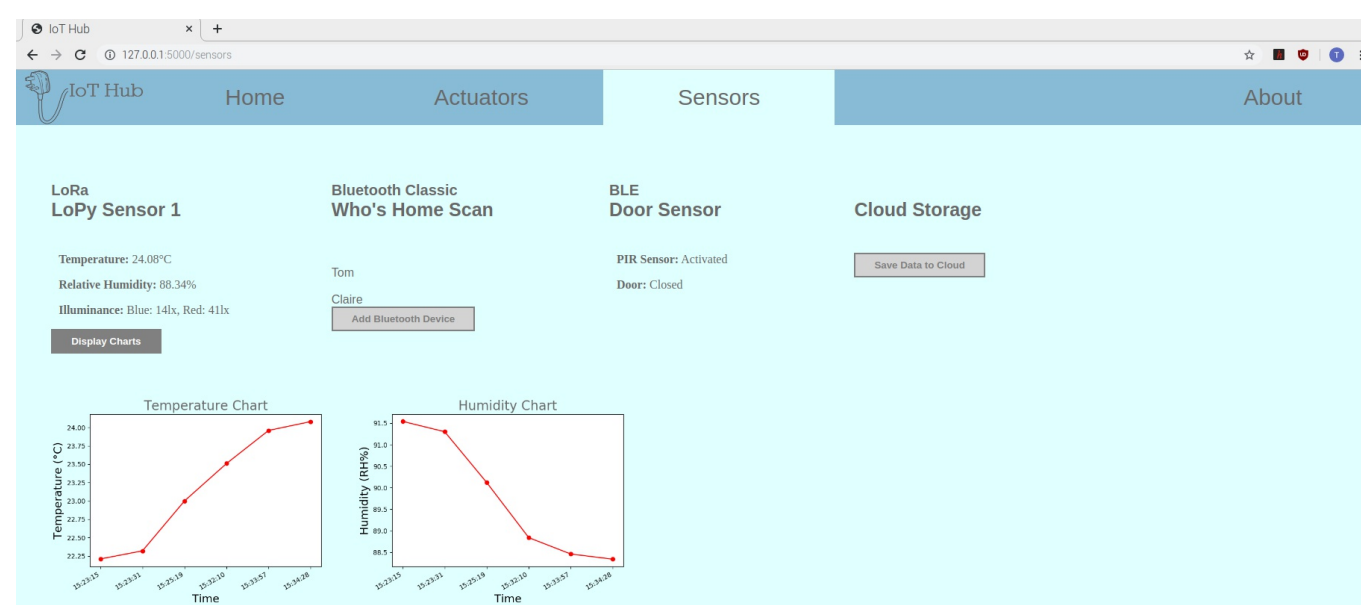 IoT Hub
127.0.0.1:5000/sensors
T
IoT Hub
Home
Actuators
Sensors
About
LoRa
LoPy Sensor 1
Temperature: 24.08°C
Relative Humidity: 88.34%
Illuminance: Blue: 14lx, Red: 41lx
Display Charts
Bluetooth Classic
Who's Home Scan
Tom
Claire
Add Bluetooth Device
BLE
Door Sensor
PIR Sensor: Activated
Door: Closed
Cloud Storage
Save Data to Cloud
Temperature Chart
Temperature (°C)
24.00
23.75
23.50
23.25
23.00
22.75
22.50
22.25
15:23:15
15:23:31
15:25:19
15:32:10
15:33:57
15:34:28
Time
Humidity Chart
Humidity (RH%)
91.5
91.0
90.5
90.0
89.5
89.0
88.5
15:23:15
15:23:31
15:25:19
15:32:10
15:33:57
15:34:28
Time